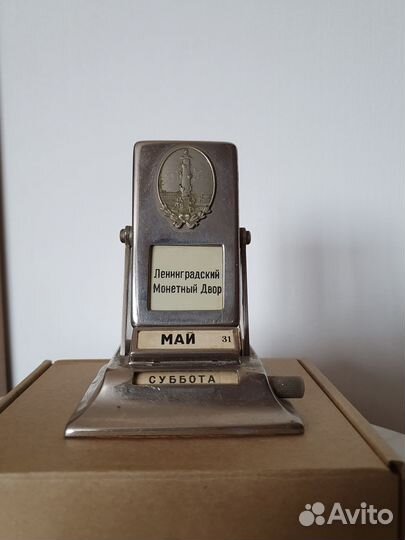 Ленинградский
Монетный Двор
МАЙ 31
СУББОТА
Avito